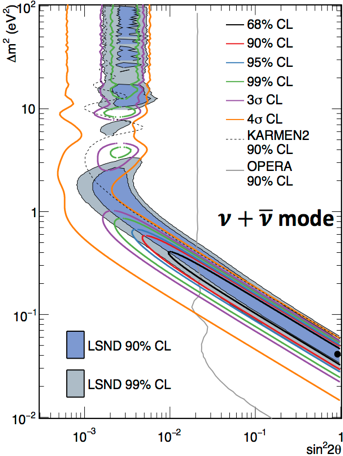 Δm² (eV²)
10²
10
1
10⁻¹
10⁻²
68% CL
90% CL
95% CL
99% CL
3σ CL
4σ CL
KARMEN2
90% CL
OPERA
90% CL
ν + ν̄ mode
LSND 90% CL
LSND 99% CL
10⁻³
10⁻²
10⁻¹
1
sin²2θ